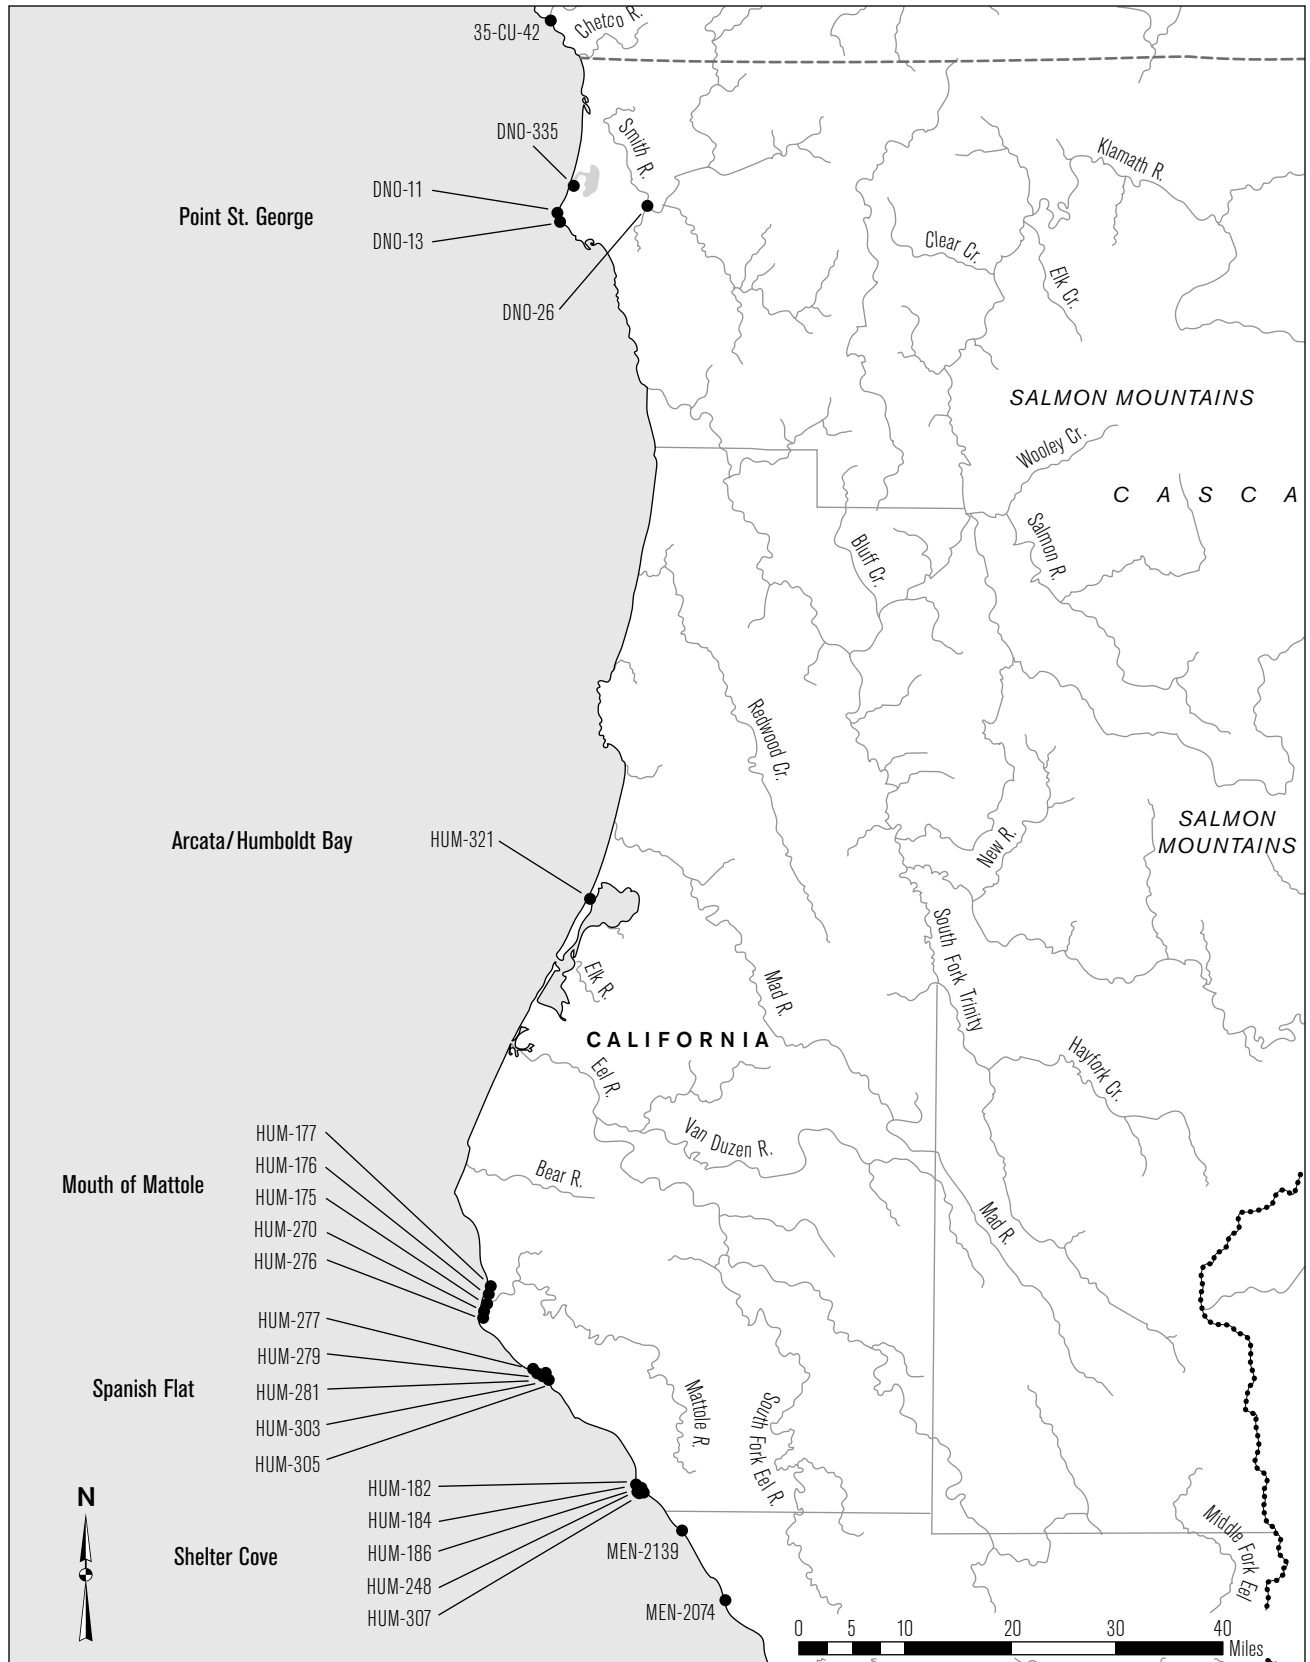 35-CU-42
Chetco R.
DNO-335
Smith R.
Klamath R.
DNO-11
Point St. George
DNO-13
Clear Cr.
Elk Cr.
DNO-26
SALMON MOUNTAINS
Wooley Cr.
C A S C A
Salmon R.
Bluff Cr.
Redwood Cr.
SALMON
MOUNTAINS
Arcata/Humboldt Bay
HUM-321
New R.
South Fork Trinity
Elk R.
Mad R.
CALIFORNIA
Eel R.
Hayfork Cr.
HUM-177
Van Duzen R.
HUM-176
Mouth of Mattole
Bear R.
HUM-175
HUM-270
Mad R.
HUM-276
HUM-277
HUM-279
Spanish Flat
HUM-281
Mattole R.
South Fork Eel R.
HUM-303
HUM-305
N
HUM-182
HUM-184
Shelter Cove
HUM-186
MEN-2139
Middle Fork Eel
HUM-248
HUM-307
MEN-2074
0 5 10 20 30 40
Miles